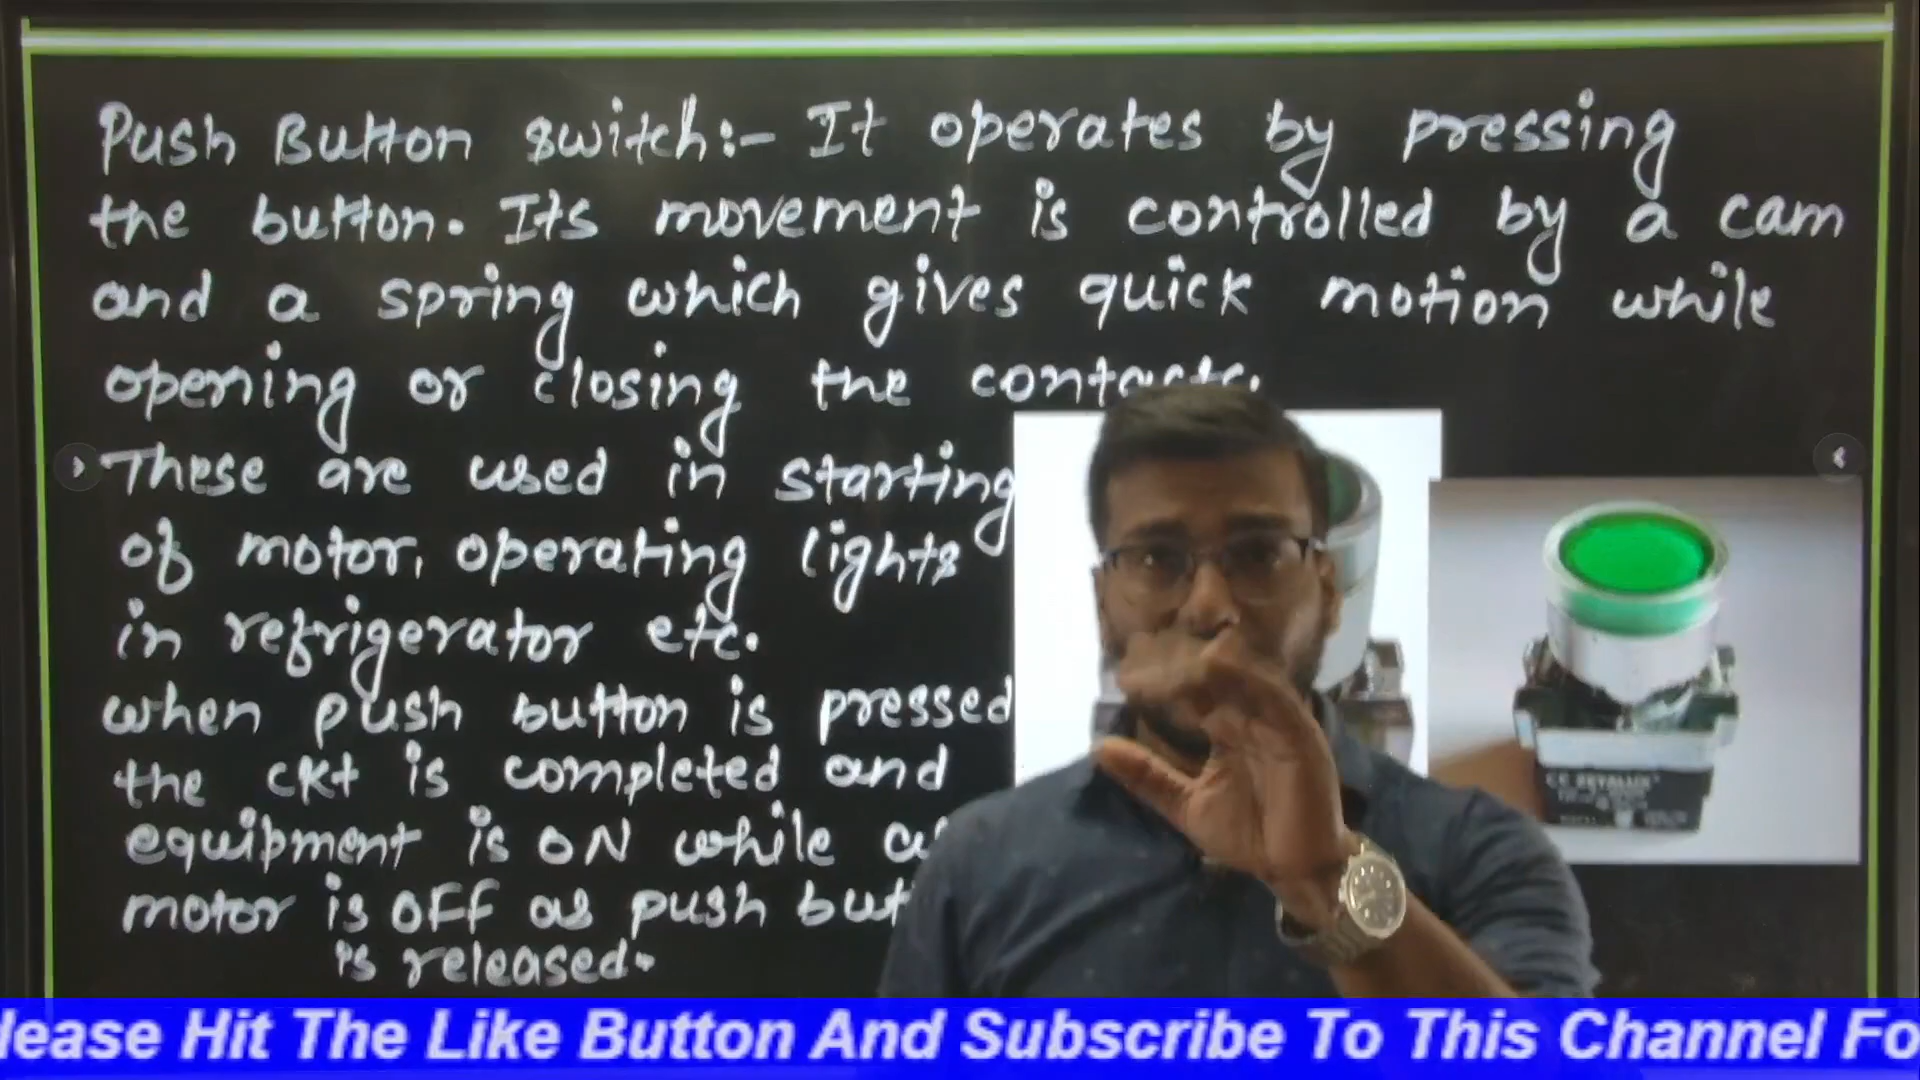 Push Button switch:- It operates by pressing
the button. Its movement is controlled by a cam
and a spring which gives quick motion while
opening or closing the contacts.
These are used in starting
of motor, operating lights
in refrigerator etc.
when push button is pressed
the ckt is completed and
equipment is ON while
motor is OFF as push but
is released.
lease Hit The Like Button And Subscribe To This Channel Fo